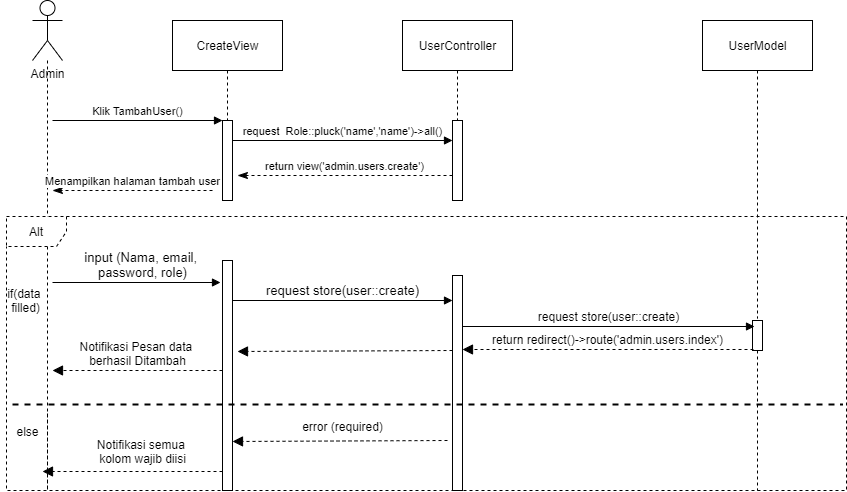 CreateView
UserController
UserModel
Admin
Klik TambahUser()
request Role::pluck('name','name')->all()
return view('admin.users.create')
Menampilkan halaman tambah user
Alt
input (Nama, email,
password, role)
if(data
filled)
request store(user::create)
request store(user::create)
return redirect()->route('admin.users.index')
Notifikasi Pesan data
berhasil Ditambah
else
error (required)
Notifikasi semua
kolom wajib diisi